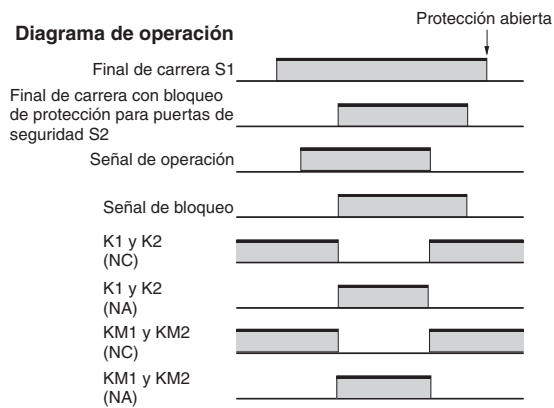 Protección abierta
Diagrama de operación
Final de carrera S1
Final de carrera con bloqueo
de protección para puertas de
seguridad S2
Señal de operación
Señal de bloqueo
K1 y K2
(NC)
K1 y K2
(NA)
KM1 y KM2
(NC)
KM1 y KM2
(NA)